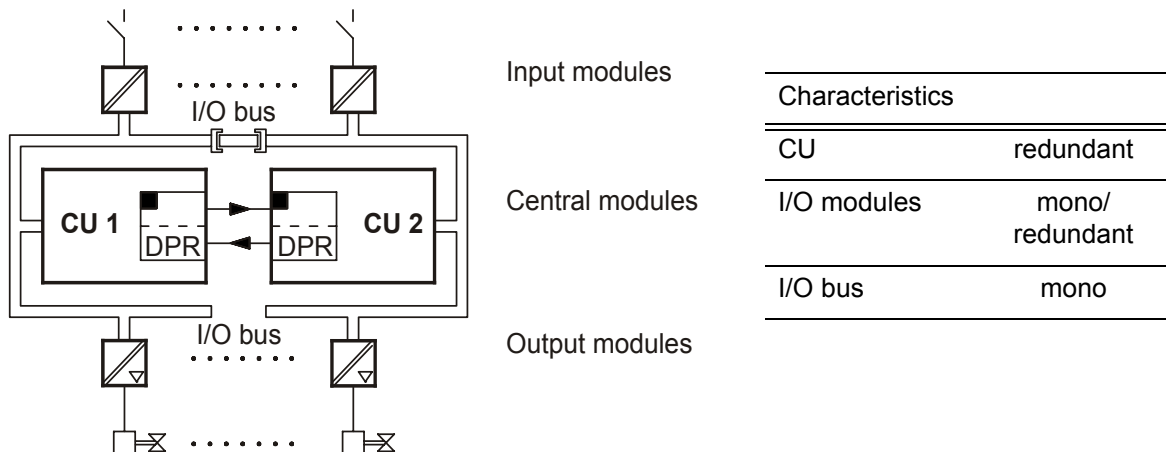 Input modules
I/O bus
Characteristics
CU redundant
Central modules
I/O modules mono/
redundant
CU 1
CU 2
DPR
DPR
I/O bus mono
I/O bus
Output modules